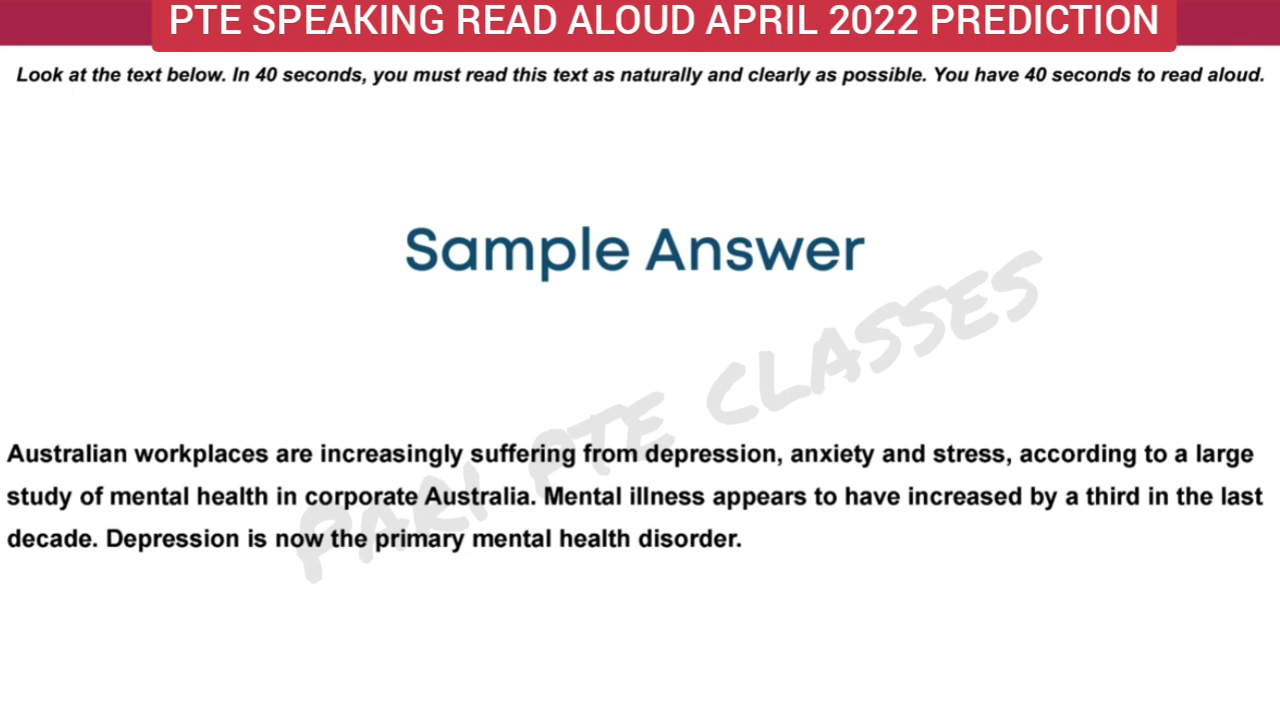 PTE SPEAKING READ ALOUD APRIL 2022 PREDICTION
Look at the text below. In 40 seconds, you must read this text as naturally and clearly as possible. You have 40 seconds to read aloud.
Sample Answer
PARI PTE CLASSES
Australian workplaces are increasingly suffering from depression, anxiety and stress, according to a large
study of mental health in corporate Australia. Mental illness appears to have increased by a third in the last
decade. Depression is now the primary mental health disorder.